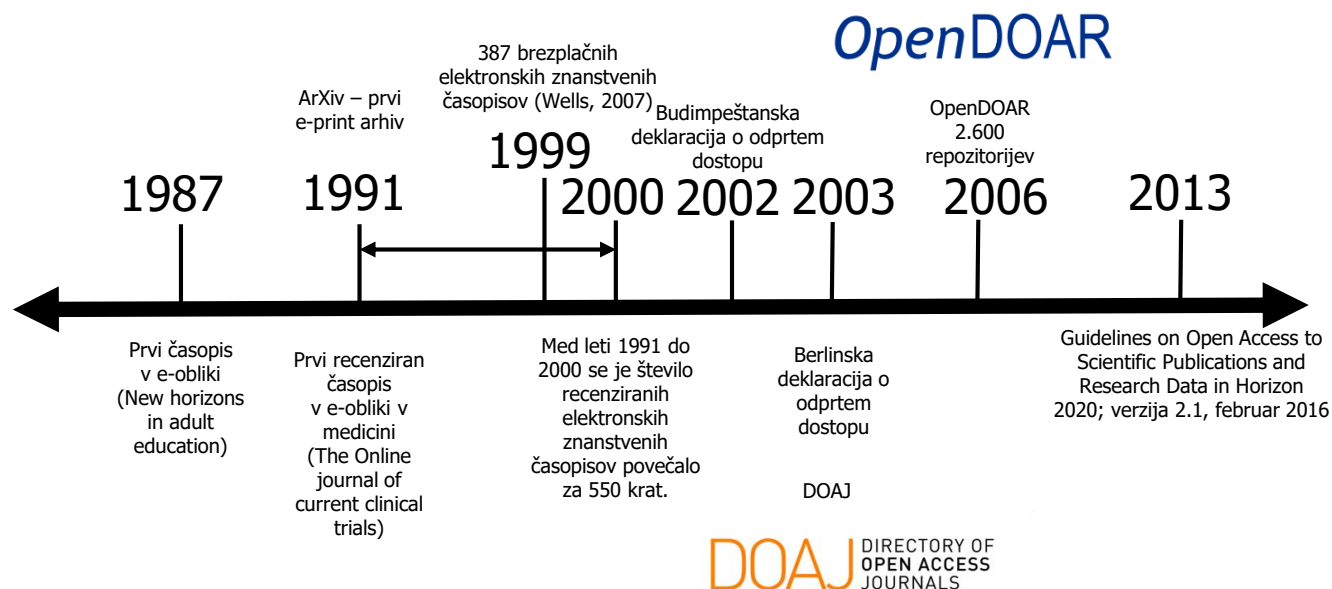 OpenDOAR
387 brezplačnih
elektronskih znanstvenih
časopisov (Wells, 2007)
ArXiv – prvi
e-print arhiv
Budimpeštanska
deklaracija o odprtem
dostopu
OpenDOAR
2.600
repozitorijev
1987
1991
1999
2000
2002
2003
2006
2013
Prvi časopis
v e-obliki
(New horizons
in adult
education)
Prvi recenziran
časopis
v e-obliki v
medicini
(The Online
journal of
current clinical
trials)
Med leti 1991 do
2000 se je število
recenziranih
elektronskih
znanstvenih
časopisov povečalo
za 550 krat.
Berlinska
deklaracija o
odprtem
dostopu
DOAJ
Guidelines on Open Access to
Scientific Publications and
Research Data in Horizon
2020; verzija 2.1, februar 2016
DOAJ
DIRECTORY OF
OPEN ACCESS
JOURNALS